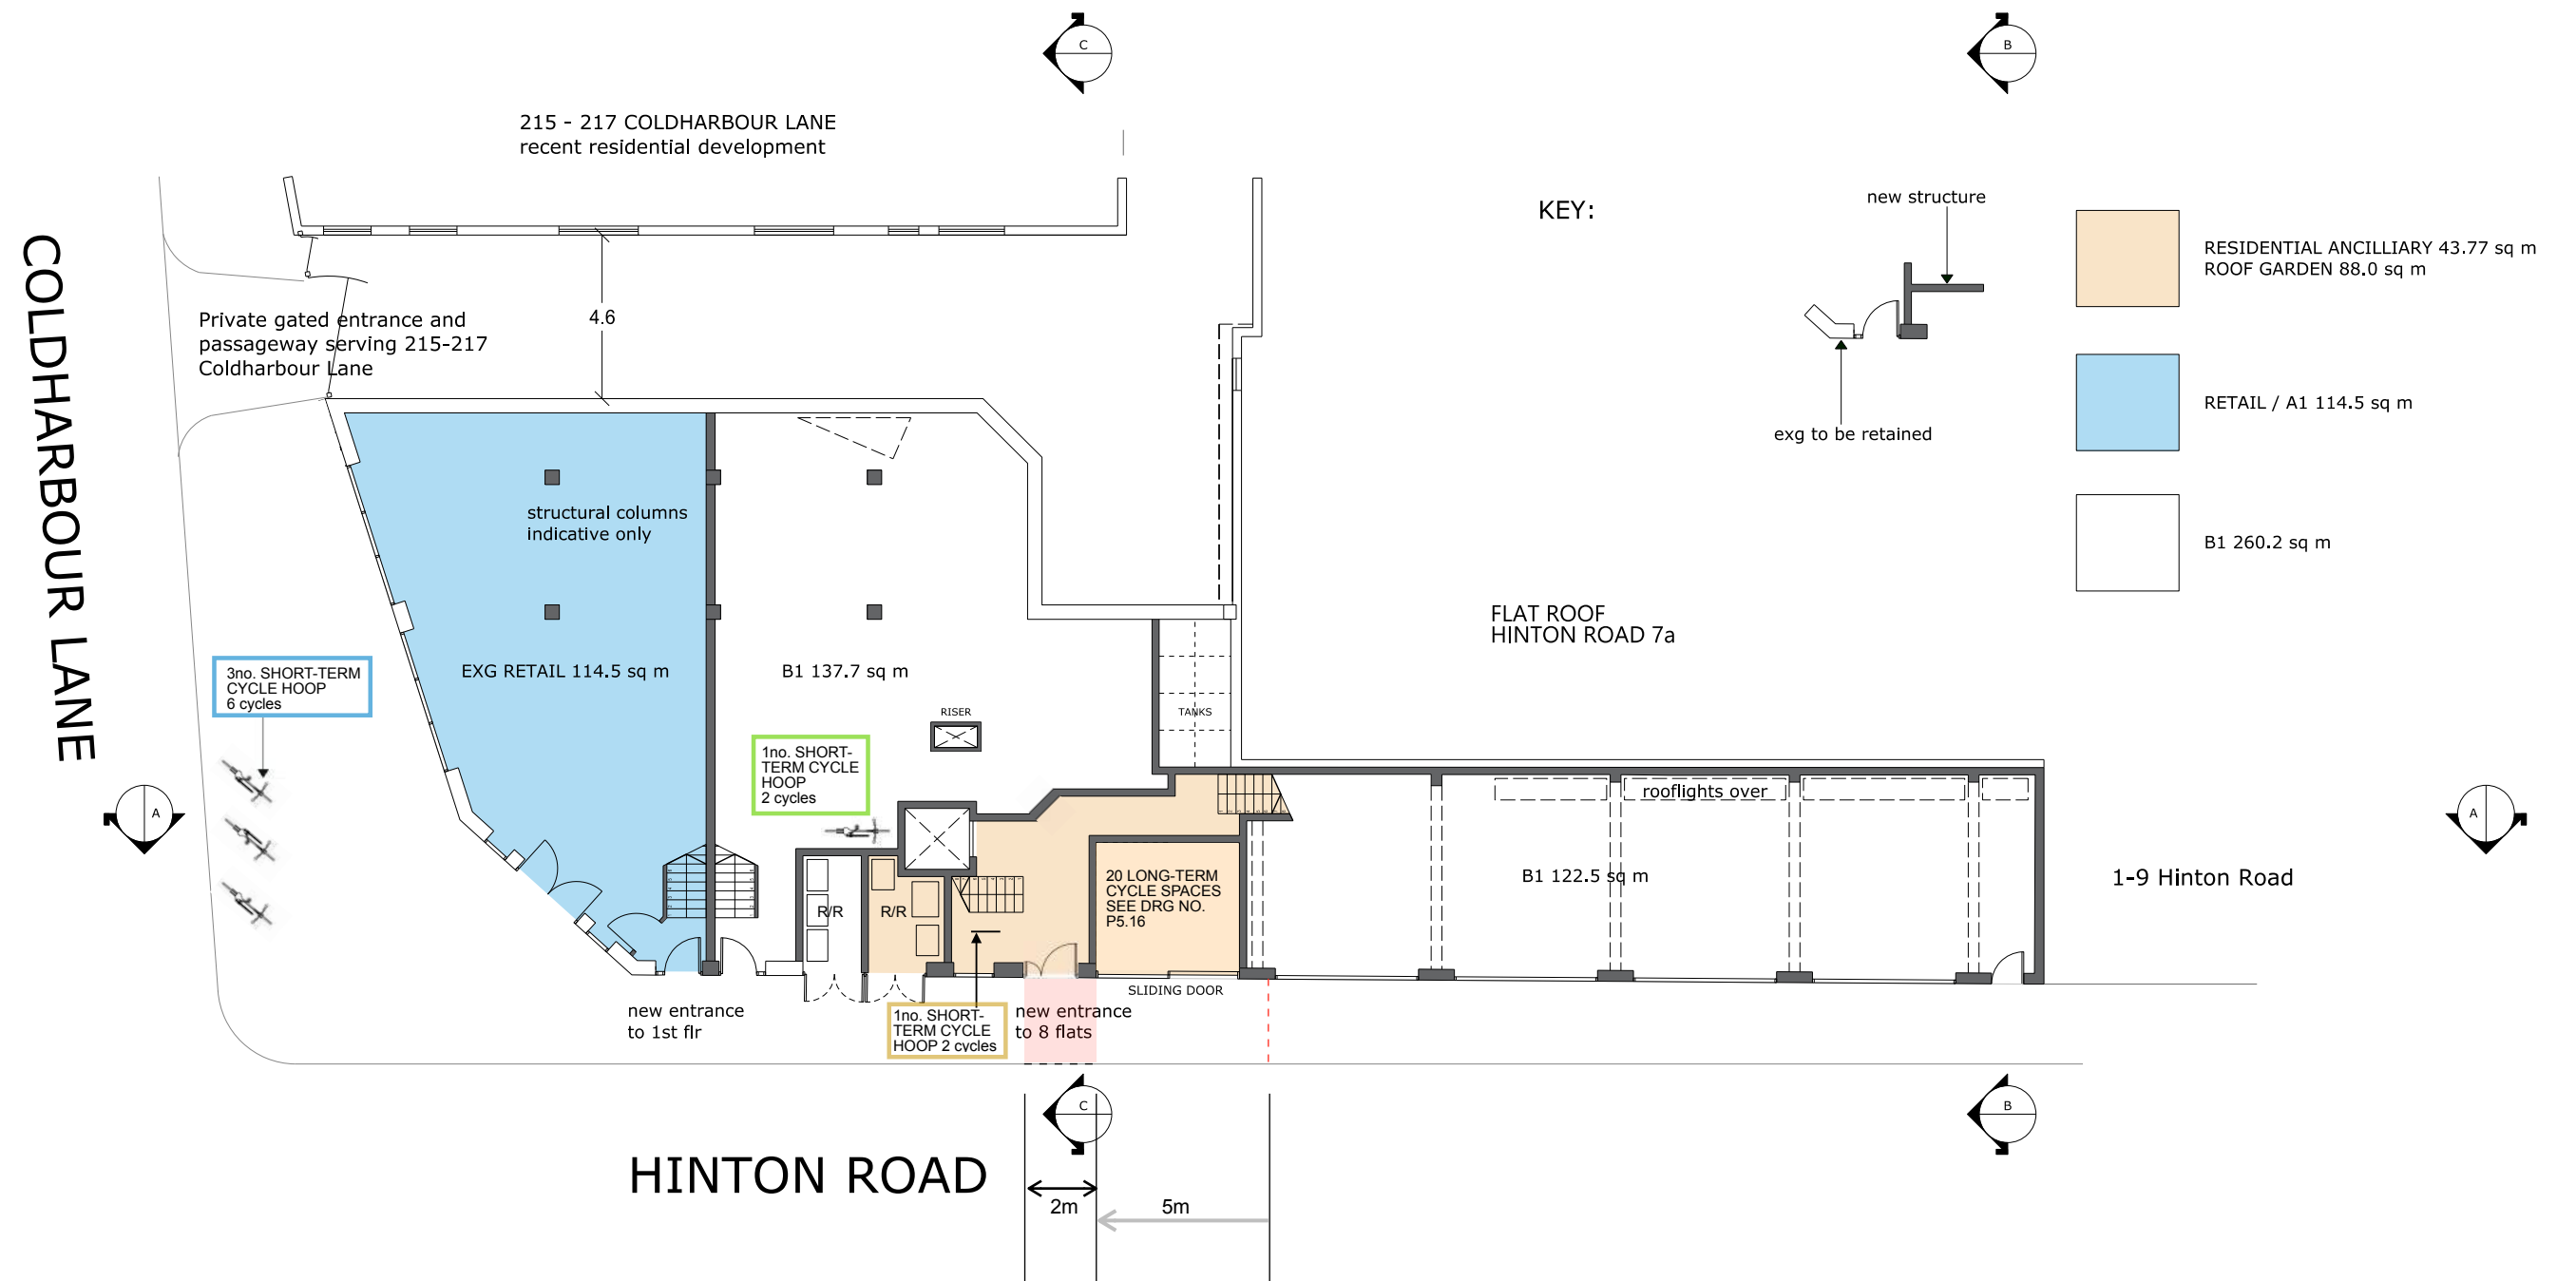 C
B
215 - 217 COLDHARBOUR LANE
recent residential development
KEY:
new structure
RESIDENTIAL ANCILLIARY 43.77 sq m
ROOF GARDEN 88.0 sq m
COLDHARBOUR LANE
Private gated entrance and
passageway serving 215-217
Coldharbour Lane
4.6
RETAIL / A1 114.5 sq m
exg to be retained
structural columns
indicative only
B1 260.2 sq m
FLAT ROOF
HINTON ROAD 7a
3no. SHORT-TERM
CYCLE HOOP
6 cycles
EXG RETAIL 114.5 sq m
B1 137.7 sq m
RISER
TANKS
1no. SHORT-
TERM CYCLE
HOOP
2 cycles
rooflights over
A
A
20 LONG-TERM
CYCLE SPACES
SEE DRG NO.
P5.16
B1 122.5 sq m
1-9 Hinton Road
R/R
R/R
SLIDING DOOR
new entrance
to 1st flr
1no. SHORT-
TERM CYCLE
HOOP 2 cycles
new entrance
to 8 flats
C
B
HINTON ROAD
2m
5m